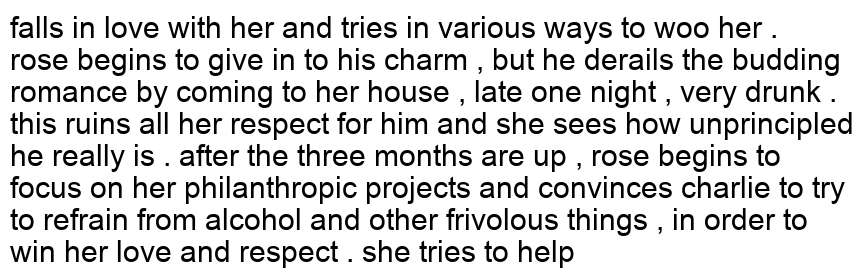 falls in love with her and tries in various ways to woo her .
rose begins to give in to his charm , but he derails the budding
romance by coming to her house , late one night , very drunk .
this ruins all her respect for him and she sees how unprincipled
he really is . after the three months are up , rose begins to
focus on her philanthropic projects and convinces charlie to try
to refrain from alcohol and other frivolous things , in order to
win her love and respect . she tries to help